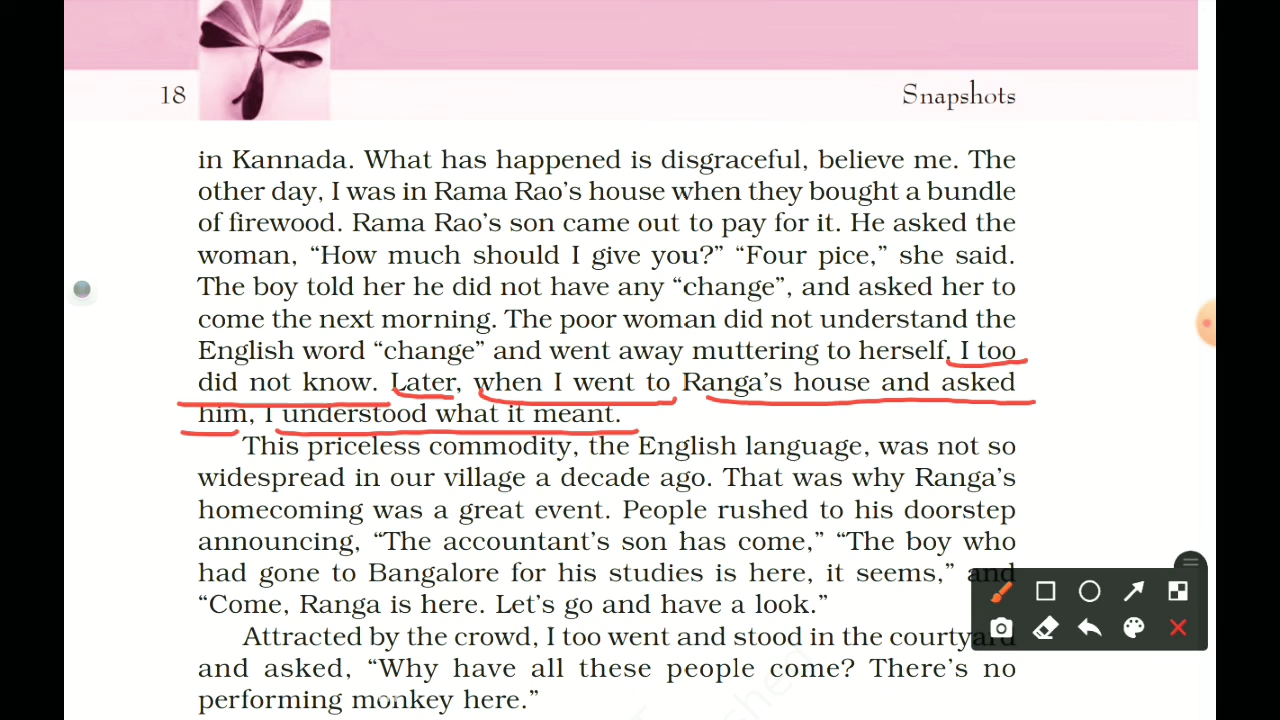 18
Snapshots
in Kannada. What has happened is disgraceful, believe me. The
other day, I was in Rama Rao’s house when they bought a bundle
of firewood. Rama Rao’s son came out to pay for it. He asked the
woman, “How much should I give you?” “Four pice,” she said.
The boy told her he did not have any “change”, and asked her to
come the next morning. The poor woman did not understand the
English word “change” and went away muttering to herself. I too
did not know. Later, when I went to Ranga’s house and asked
him, I understood what it meant.
This priceless commodity, the English language, was not so
widespread in our village a decade ago. That was why Ranga’s
homecoming was a great event. People rushed to his doorstep
announcing, “The accountant’s son has come,” “The boy who
had gone to Bangalore for his studies is here, it seems,” and
“Come, Ranga is here. Let’s go and have a look.”
Attracted by the crowd, I too went and stood in the courtyard
and asked, “Why have all these people come? There’s no
performing monkey here.”